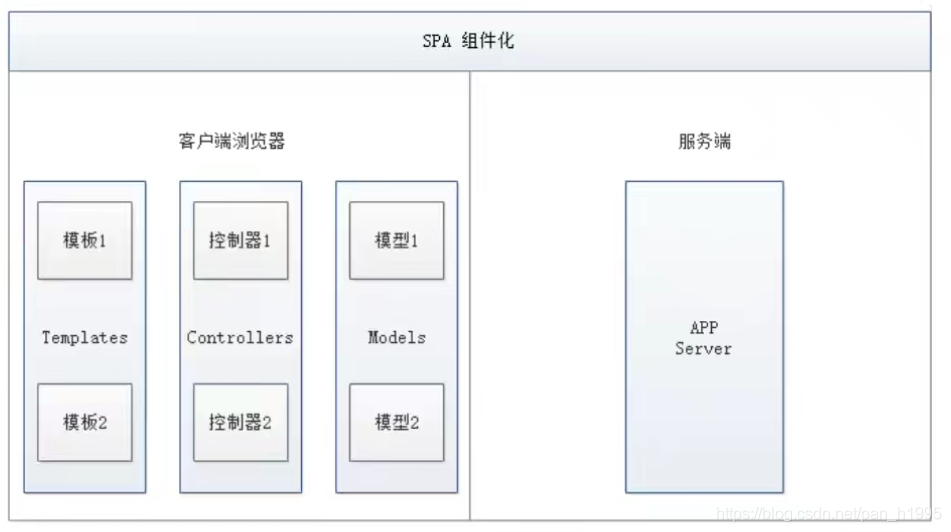 SPA 组件化
客户端浏览器
服务端
模板1
控制器1
模型1
Templates
Controllers
Models
APP
Server
模板2
控制器2
模型2
https://blog.csdn.net/pan_h1995